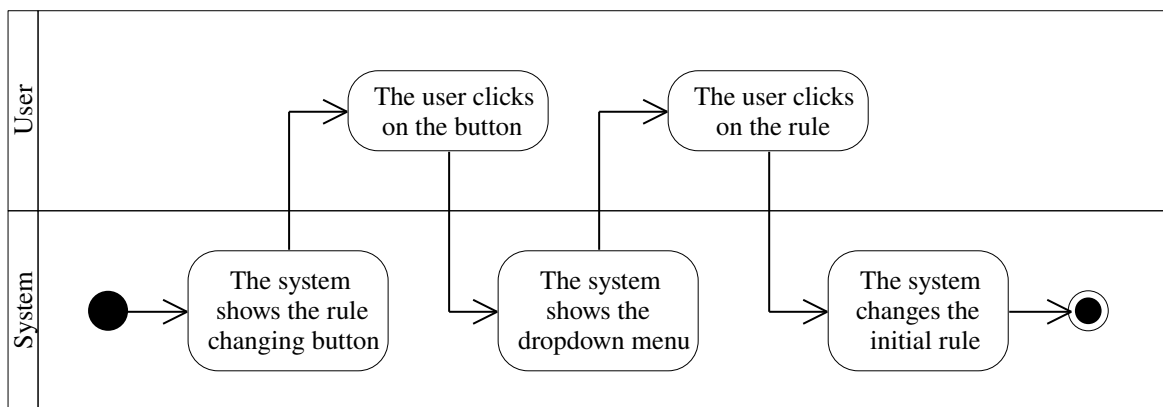 User
The user clicks
on the button
The user clicks
on the rule
System
The system
shows the rule
changing button
The system
shows the
dropdown menu
The system
changes the
initial rule